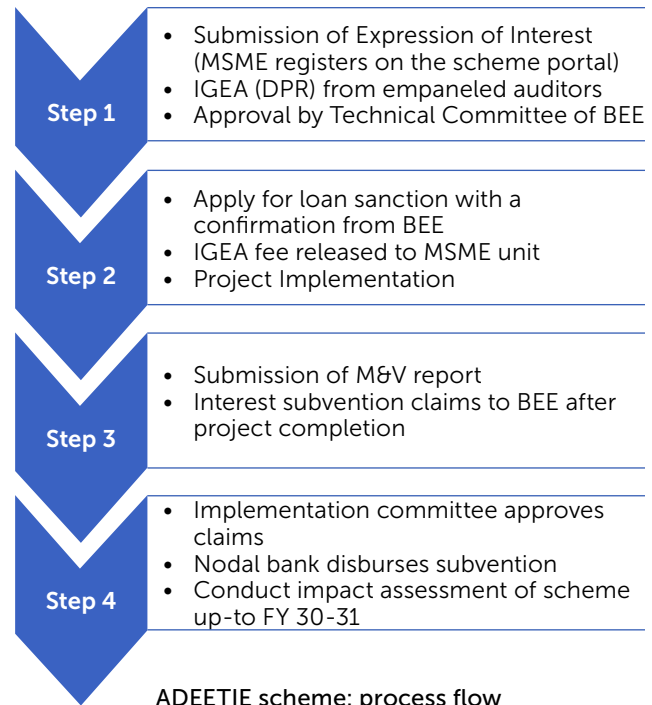 Step 1
• Submission of Expression of Interest
(MSME registers on the scheme portal)
• IGEA (DPR) from empaneled auditors
• Approval by Technical Committee of BEE
Step 2
• Apply for loan sanction with a
confirmation from BEE
• IGEA fee released to MSME unit
• Project Implementation
Step 3
• Submission of M&V report
• Interest subvention claims to BEE after
project completion
Step 4
• Implementation committee approves
claims
• Nodal bank disburses subvention
• Conduct impact assessment of scheme
up-to FY 30-31
ADEETIE scheme: process flow